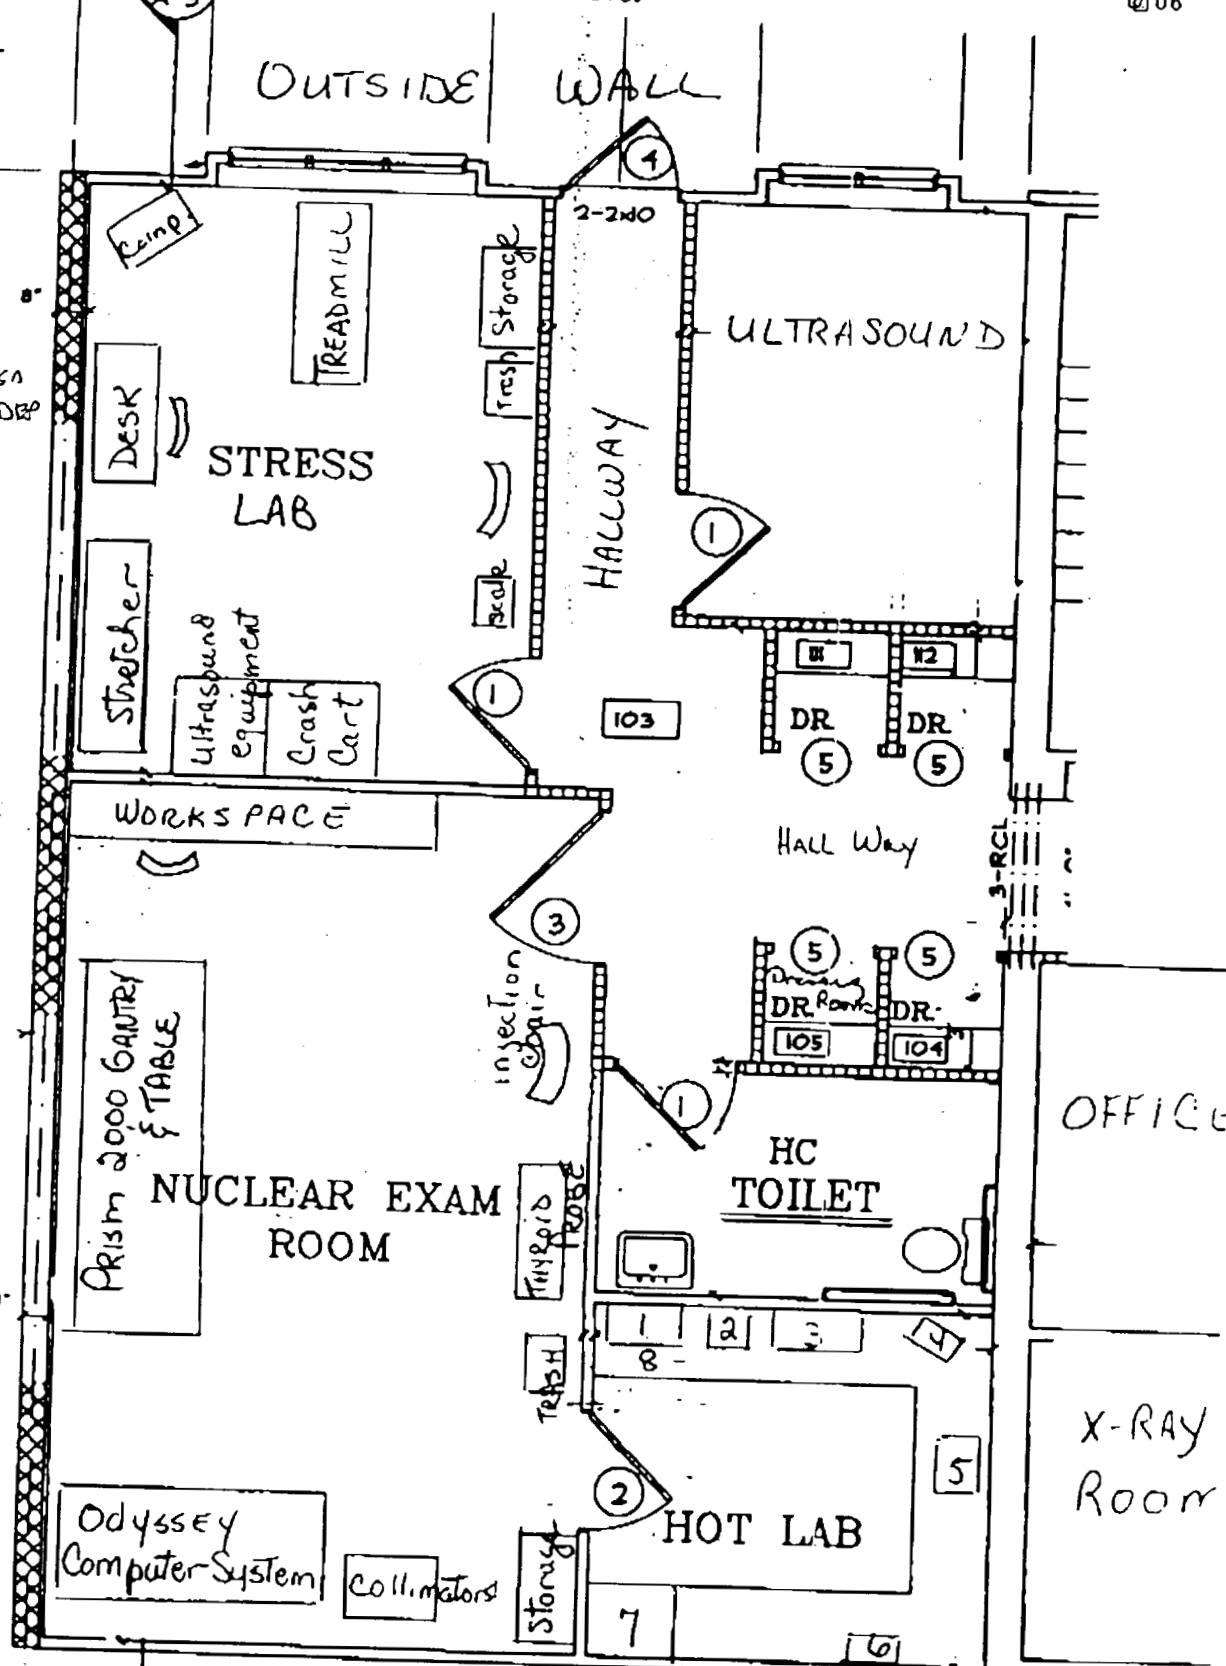 OUTSIDE WALL
4
2-2x10
Comp.
TREADMILL
Storage
Trash
ULTRASOUND
8"
DESK
STRESS
LAB
HALLWAY
1
Scale
Stretcher
Ultrasound
equipment
Crash
Cart
1
103
112
DR
DR
5
5
WORKSPACE
HALL WAY
3-RCL
3
5
5
Dressing
Room
DR
DR
105
104
Injection
Chair
1
OFFICE
PRISM 2000 GANTRY
& TABLE
HC
TOILET
NUCLEAR EXAM
ROOM
THYROID
PROBE
1
2
3
4
8
TRASH
X-RAY
ROOM
5
2
HOT LAB
Odyssey
Computer System
Collimators
Storage
7
6